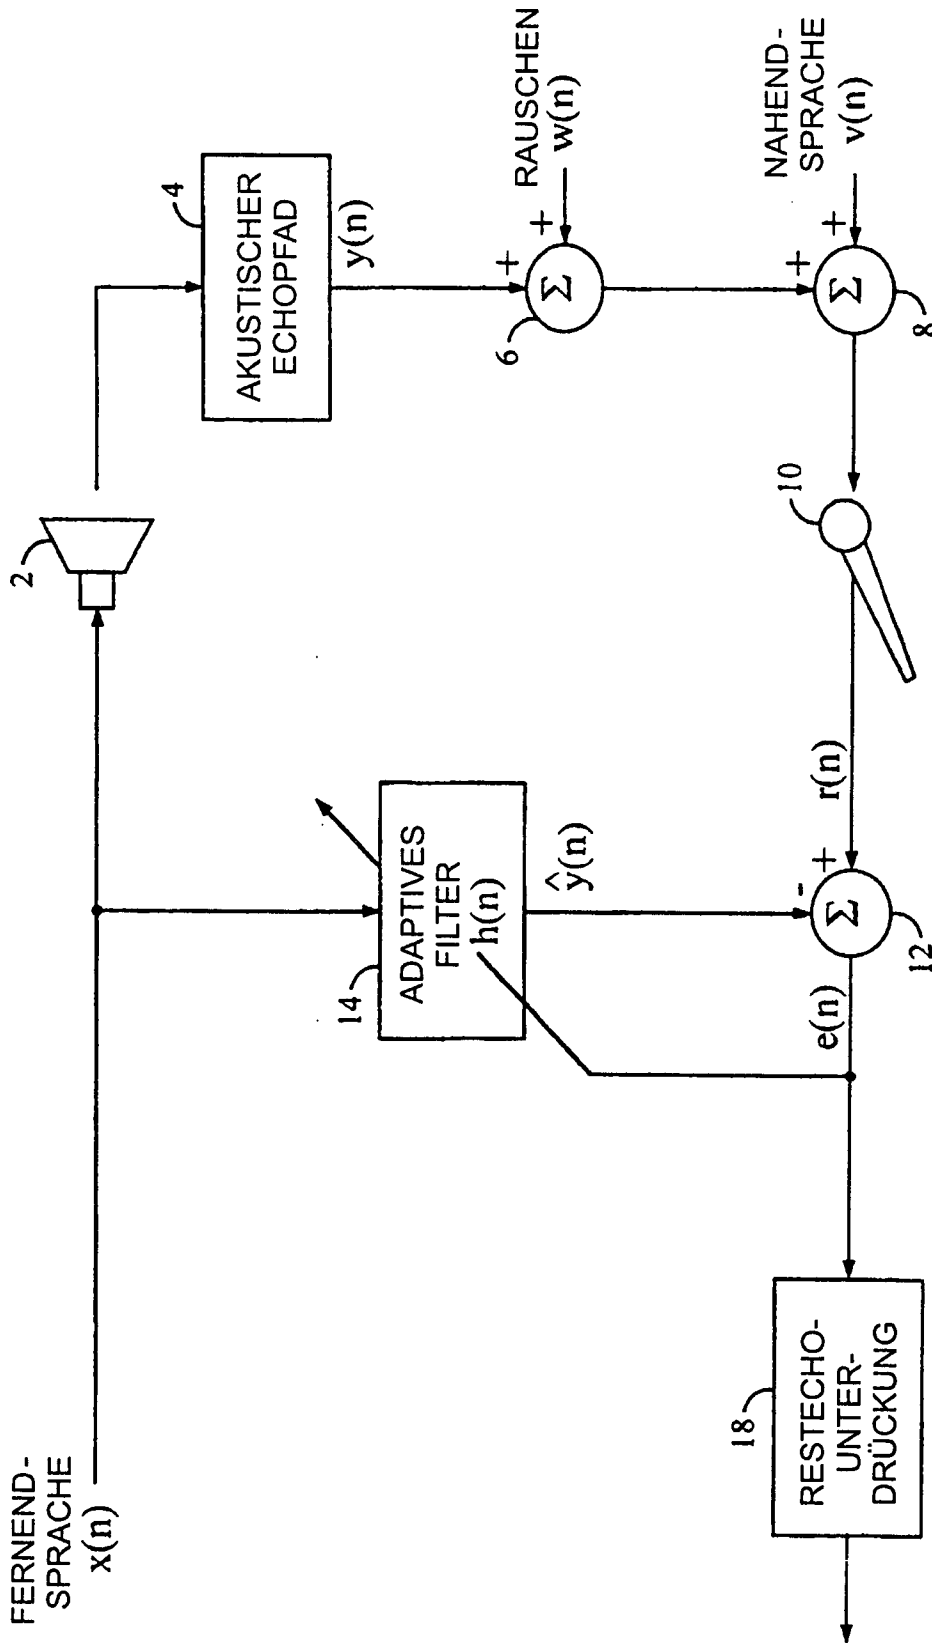 FERNEND-
SPRACHE
x(n)
2
4
AKUSTISCHER
ECHOPFAD
y(n)
RAUSCHEN
w(n)
+
+
Σ
6
NAHEND-
SPRACHE
v(n)
+
+
Σ
8
10
14
ADAPTIVES
FILTER
h(n)
ŷ(n)
r(n)
-
+
Σ
12
e(n)
18
RESTECHO-
UNTER-
DRÜCKUNG